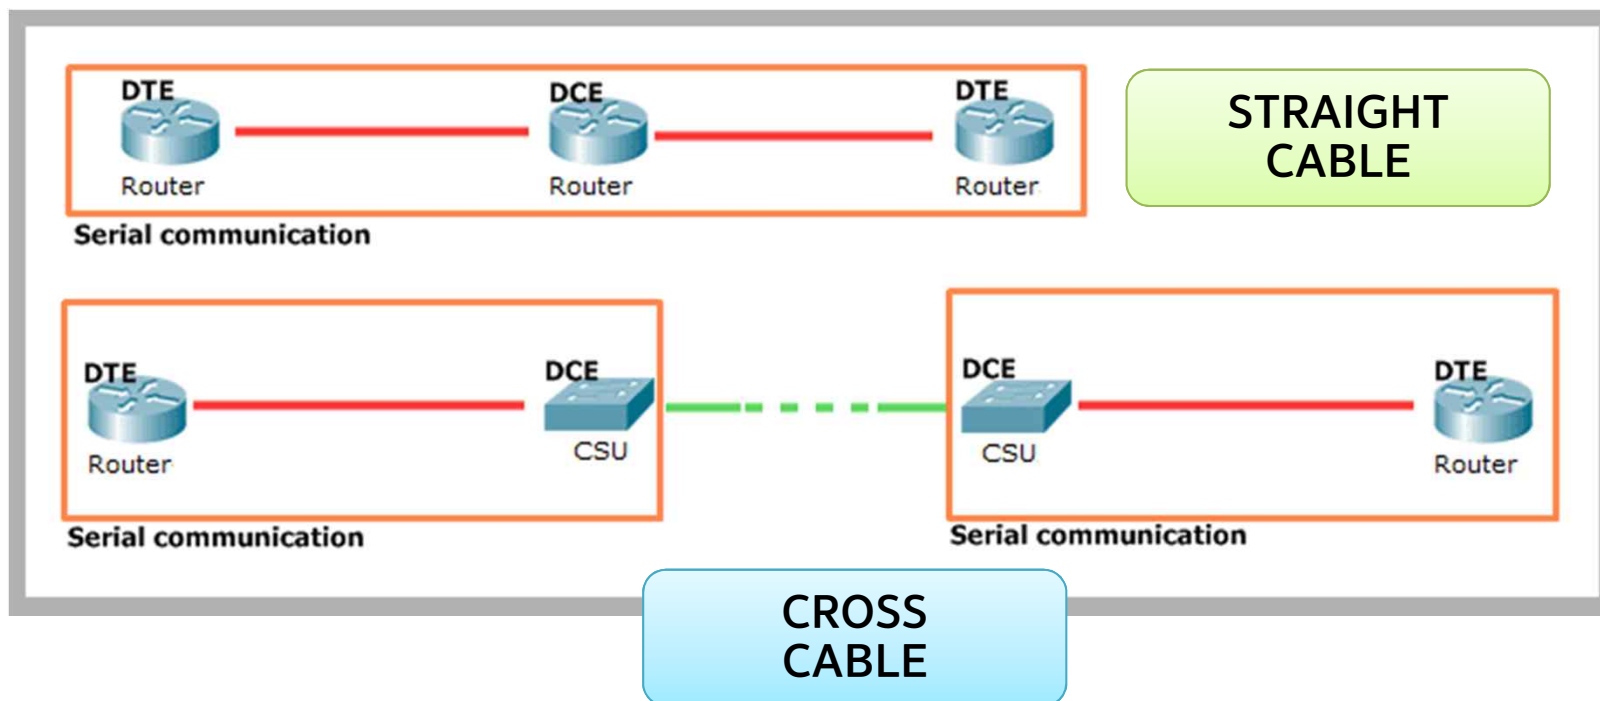 DTE
DCE
DTE
STRAIGHT
CABLE
Router
Router
Router
Serial communication
DTE
DCE
DCE
DTE
Router
CSU
CSU
Router
Serial communication
Serial communication
CROSS
CABLE